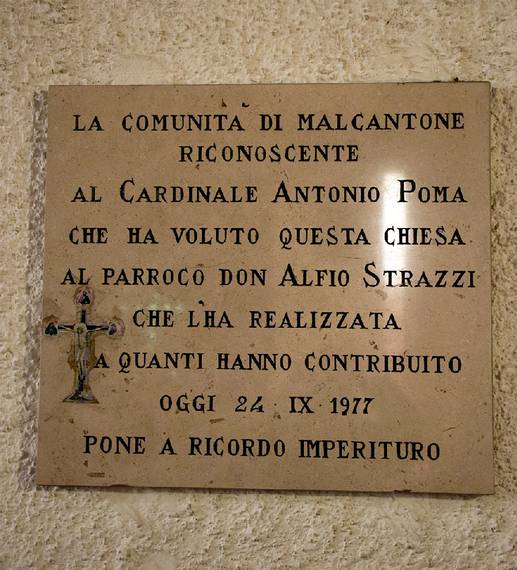 LA COMUNITÀ DI MALCANTONE
RICONOSCENTE
AL CARDINALE ANTONIO POMA
CHE HA VOLUTO QUESTA CHIESA
AL PARROCO DON ALFIO STRAZZI
CHE L'HA REALIZZATA
A QUANTI HANNO CONTRIBUITO
OGGI 24 · IX · 1977
PONE A RICORDO IMPERITURO